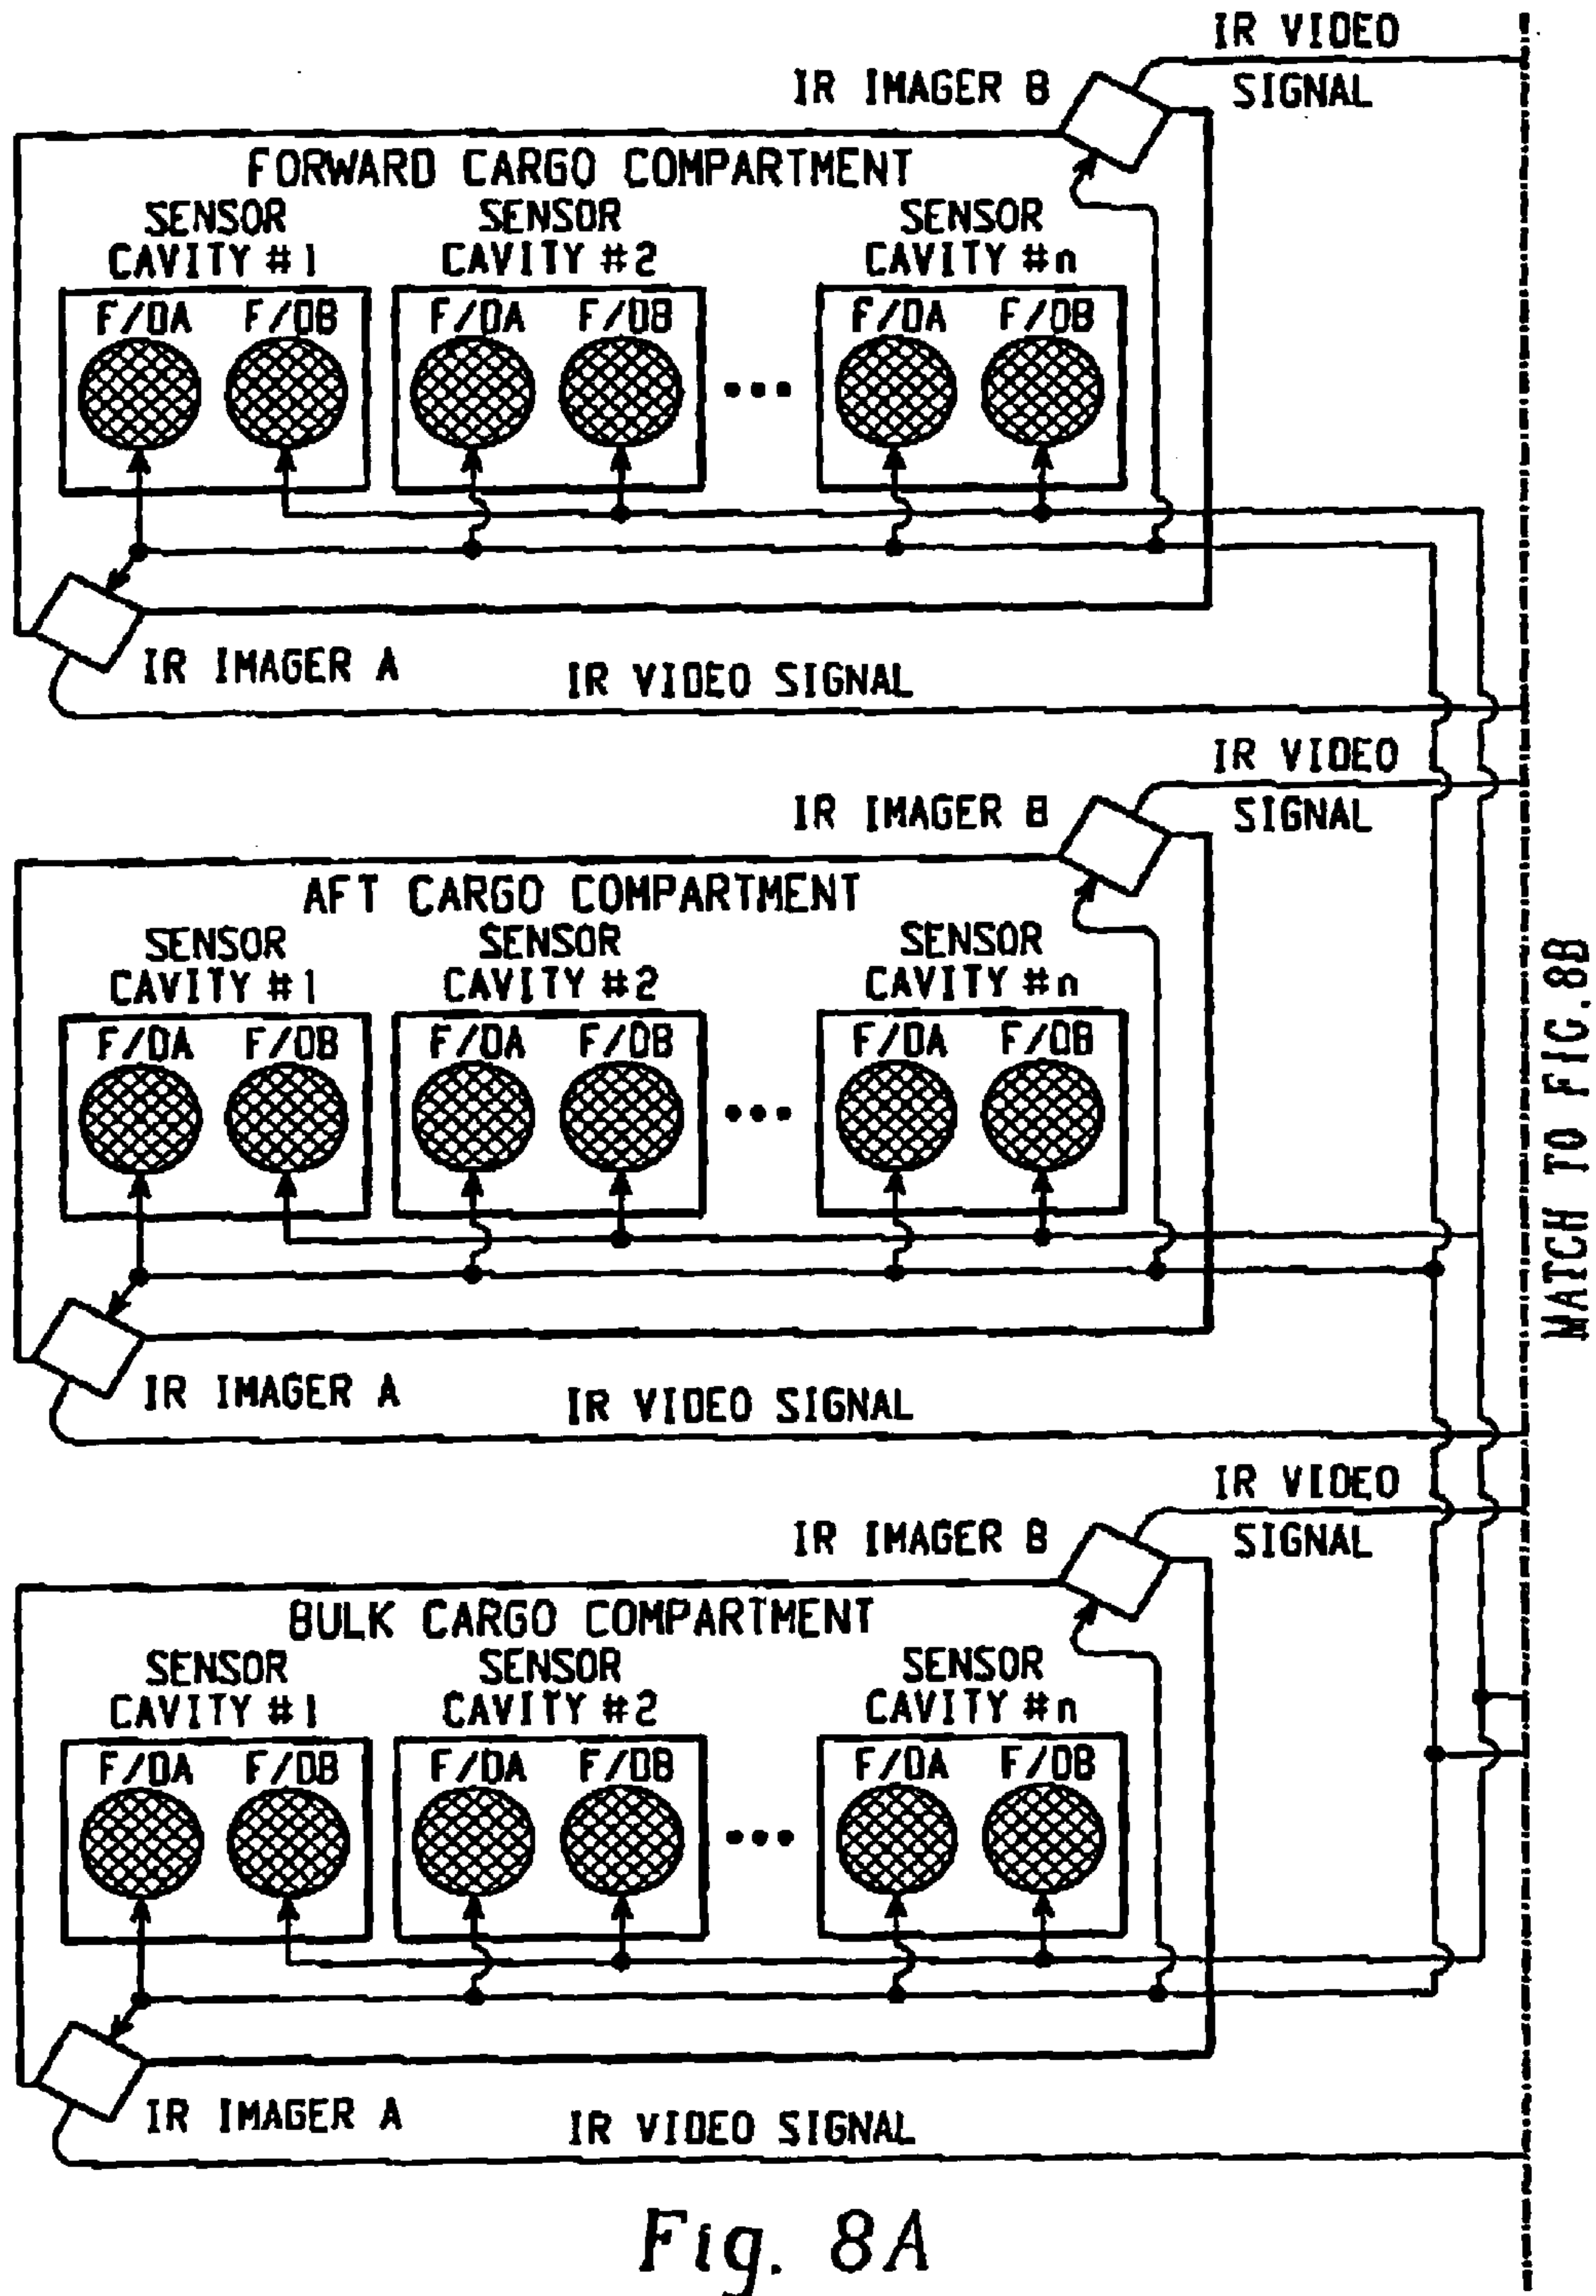 IR VIDEO
SIGNAL
IR IMAGER B
FORWARD CARGO COMPARTMENT
SENSOR CAVITY #1
SENSOR CAVITY #2
SENSOR CAVITY #n
F/DA F/DB
F/DA F/DB
...
F/DA F/DB
IR IMAGER A
IR VIDEO SIGNAL
IR VIDEO
SIGNAL
IR IMAGER B
AFT CARGO COMPARTMENT
SENSOR CAVITY #1
SENSOR CAVITY #2
SENSOR CAVITY #n
F/DA F/DB
F/DA F/DB
...
F/DA F/DB
IR IMAGER A
IR VIDEO SIGNAL
IR VIDEO
SIGNAL
IR IMAGER B
BULK CARGO COMPARTMENT
SENSOR CAVITY #1
SENSOR CAVITY #2
SENSOR CAVITY #n
F/DA F/DB
F/DA F/DB
...
F/DA F/DB
IR IMAGER A
IR VIDEO SIGNAL
MATCH TO FIG.8B
Fig. 8A